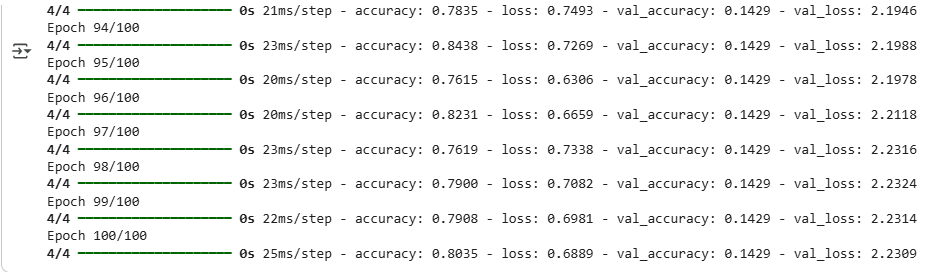 4/4 ━━━━━━━━━━━━━━━━━━━━ 0s 21ms/step - accuracy: 0.7835 - loss: 0.7493 - val_accuracy: 0.1429 - val_loss: 2.1946
Epoch 94/100
4/4 ━━━━━━━━━━━━━━━━━━━━ 0s 23ms/step - accuracy: 0.8438 - loss: 0.7269 - val_accuracy: 0.1429 - val_loss: 2.1988
Epoch 95/100
4/4 ━━━━━━━━━━━━━━━━━━━━ 0s 20ms/step - accuracy: 0.7615 - loss: 0.6306 - val_accuracy: 0.1429 - val_loss: 2.1978
Epoch 96/100
4/4 ━━━━━━━━━━━━━━━━━━━━ 0s 20ms/step - accuracy: 0.8231 - loss: 0.6659 - val_accuracy: 0.1429 - val_loss: 2.2118
Epoch 97/100
4/4 ━━━━━━━━━━━━━━━━━━━━ 0s 23ms/step - accuracy: 0.7619 - loss: 0.7338 - val_accuracy: 0.1429 - val_loss: 2.2316
Epoch 98/100
4/4 ━━━━━━━━━━━━━━━━━━━━ 0s 23ms/step - accuracy: 0.7900 - loss: 0.7082 - val_accuracy: 0.1429 - val_loss: 2.2324
Epoch 99/100
4/4 ━━━━━━━━━━━━━━━━━━━━ 0s 22ms/step - accuracy: 0.7908 - loss: 0.6981 - val_accuracy: 0.1429 - val_loss: 2.2314
Epoch 100/100
4/4 ━━━━━━━━━━━━━━━━━━━━ 0s 25ms/step - accuracy: 0.8035 - loss: 0.6889 - val_accuracy: 0.1429 - val_loss: 2.2309